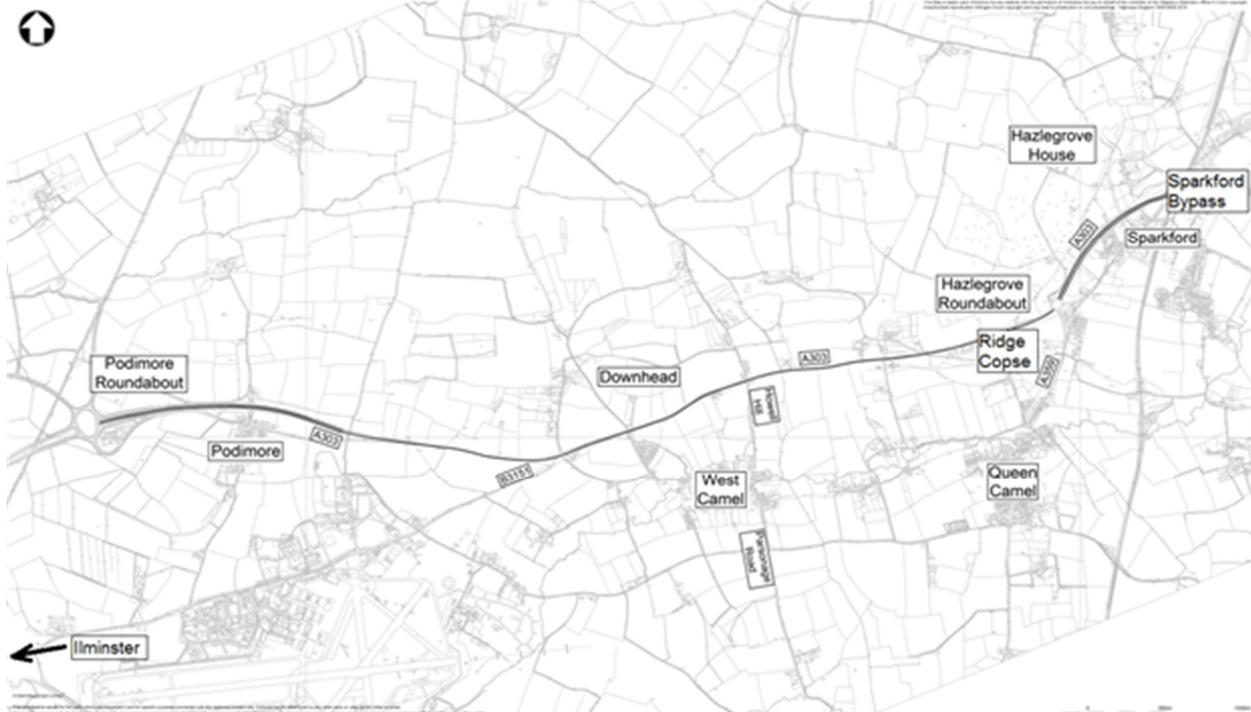 Hazlegrove
House
Sparkford
Bypass
A303
Sparkford
Hazlegrove
Roundabout
Ridge
Copse
A303
A359
Podimore
Roundabout
Downhead
Howell
Hill
Podimore
A303
B3151
West
Camel
Queen
Camel
Parsonage
Road
Ilminster